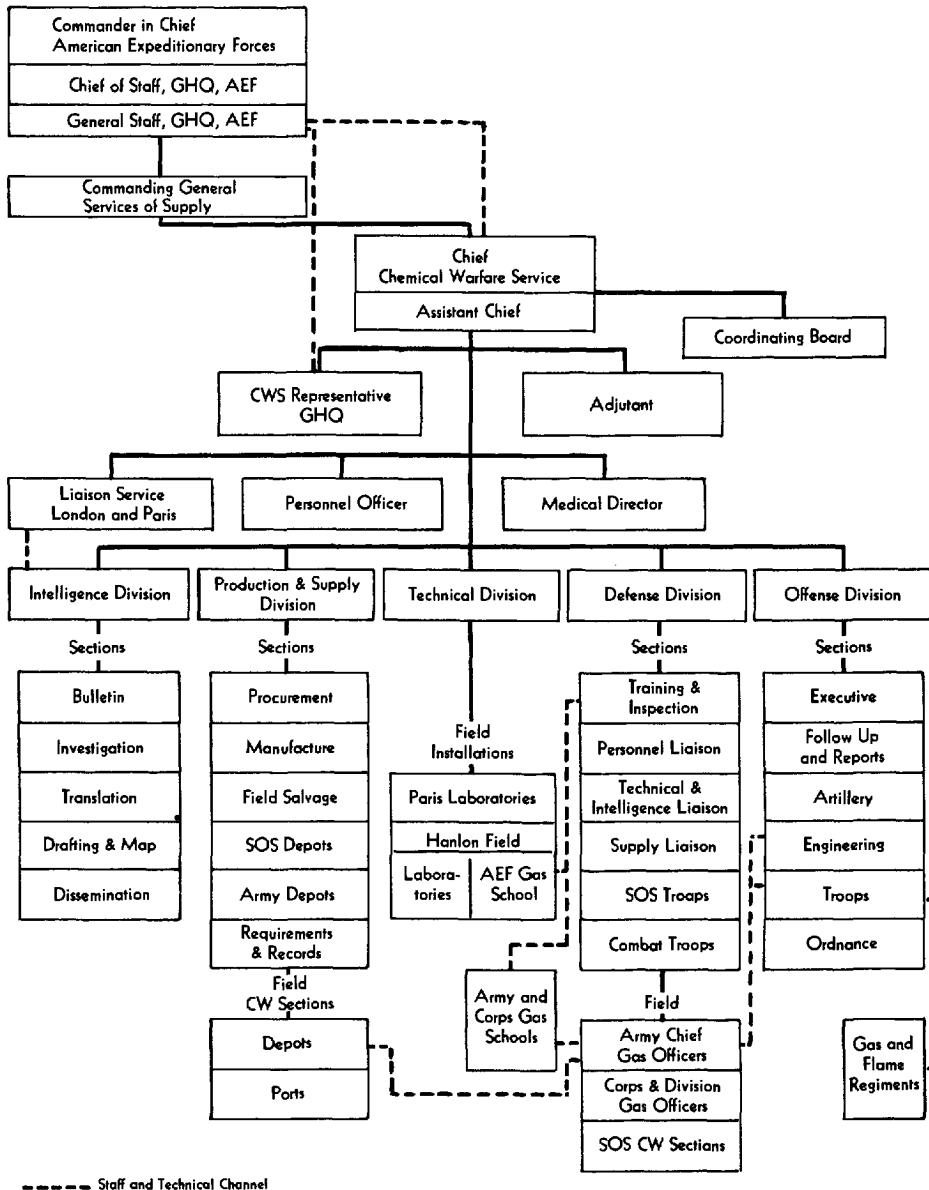 Commander in Chief
American Expeditionary Forces
Chief of Staff, GHQ, AEF
General Staff, GHQ, AEF
Commanding General
Services of Supply
Chief
Chemical Warfare Service
Assistant Chief
Coordinating Board
CWS Representative
GHQ
Adjutant
Liaison Service
London and Paris
Personnel Officer
Medical Director
Intelligence Division
Production & Supply
Division
Technical Division
Defense Division
Offense Division
Sections
Bulletin
Investigation
Translation
Drafting & Map
Dissemination
Sections
Procurement
Manufacture
Field Salvage
SOS Depots
Army Depots
Requirements
& Records
Field
CW Sections
Depots
Ports
Field
Installations
Paris Laboratories
Hanlon Field
Labora-
tories
AEF Gas
School
Army and
Corps Gas
Schools
Sections
Training &
Inspection
Personnel Liaison
Technical &
Intelligence Liaison
Supply Liaison
SOS Troaps
Combat Troops
Field
Army Chief
Gas Officers
Corps & Division
Gas Officers
SOS CW Sectians
Sections
Executive
Follow Up
and Reports
Artillery
Engineering
Troops
Ordnance
Gas and
Flame
Regiments
Staff and Technical Channel